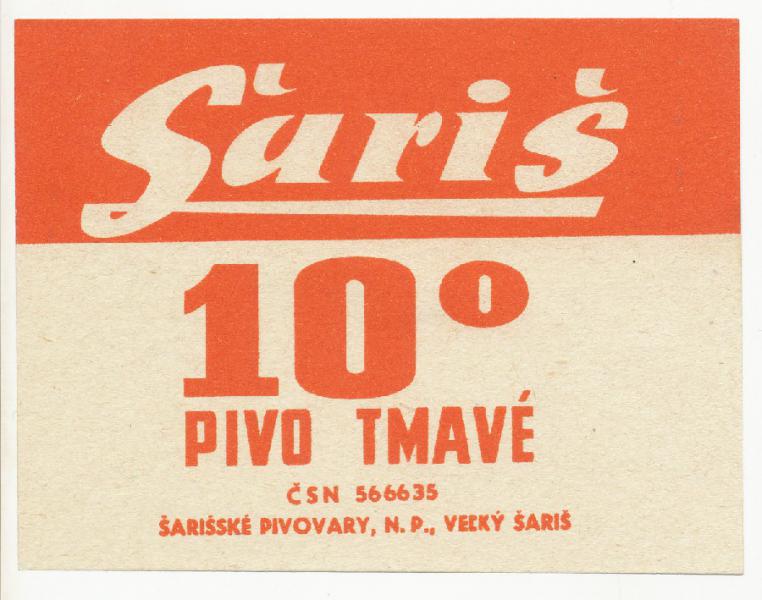 Šariš
10°
PIVO TMAVÉ
ČSN 566635
ŠARIŠSKÉ PIVOVARY, N. P., VEĽKÝ ŠARIŠ